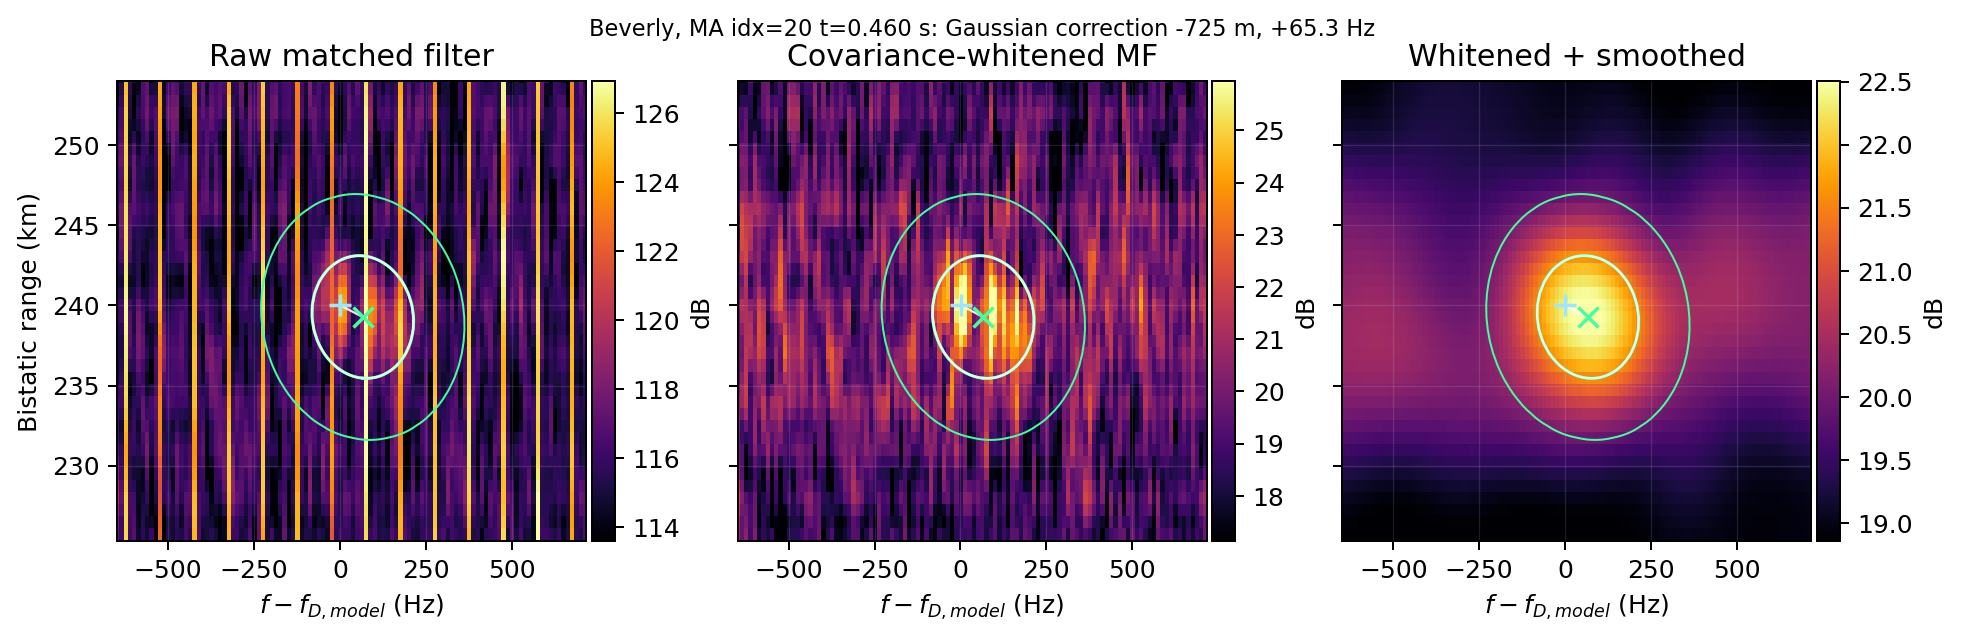 Beverly, MA idx=20 t=0.460 s: Gaussian correction -725 m, +65.3 Hz
Raw matched filter
Covariance-whitened MF
Whitened + smoothed
Bistatic range (km)
250
245
240
235
230
−500 −250 0 250 500
f − f_{D,model} (Hz)
126
124
122
120
118
116
114
dB
−500 −250 0 250 500
f − f_{D,model} (Hz)
25
24
23
22
21
20
19
18
dB
−500 −250 0 250 500
f − f_{D,model} (Hz)
22.5
22.0
21.5
21.0
20.5
20.0
19.5
19.0
dB